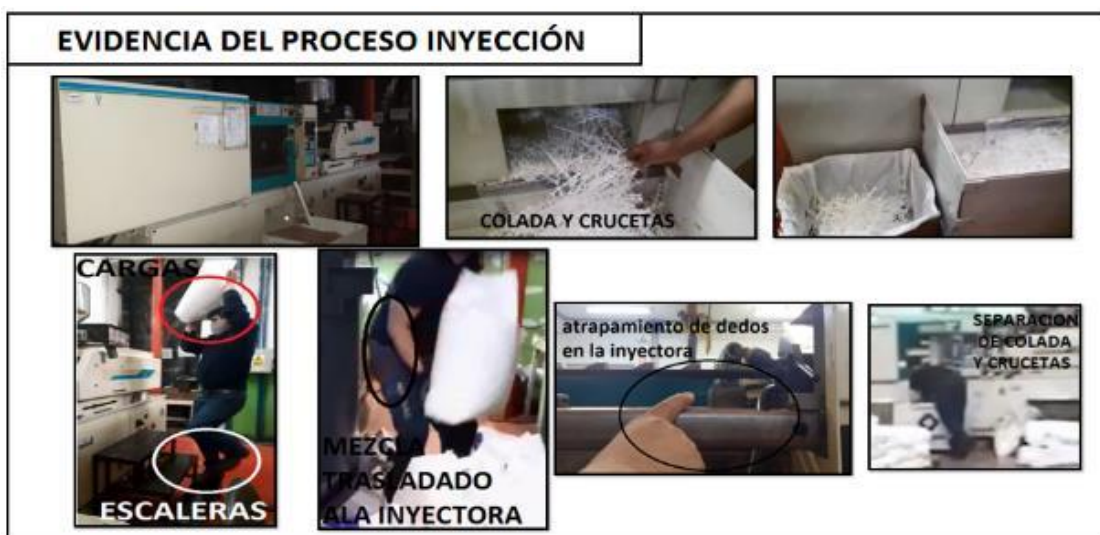 EVIDENCIA DEL PROCESO INYECCIÓN
COLADA Y CRUCETAS
CARGAS
ESCALERAS
MEZCLA
TRASLADADO
ALA INYECTORA
atrapamiento de dedos
en la inyectora
SEPARACION
DE COLADA
Y CRUCETAS